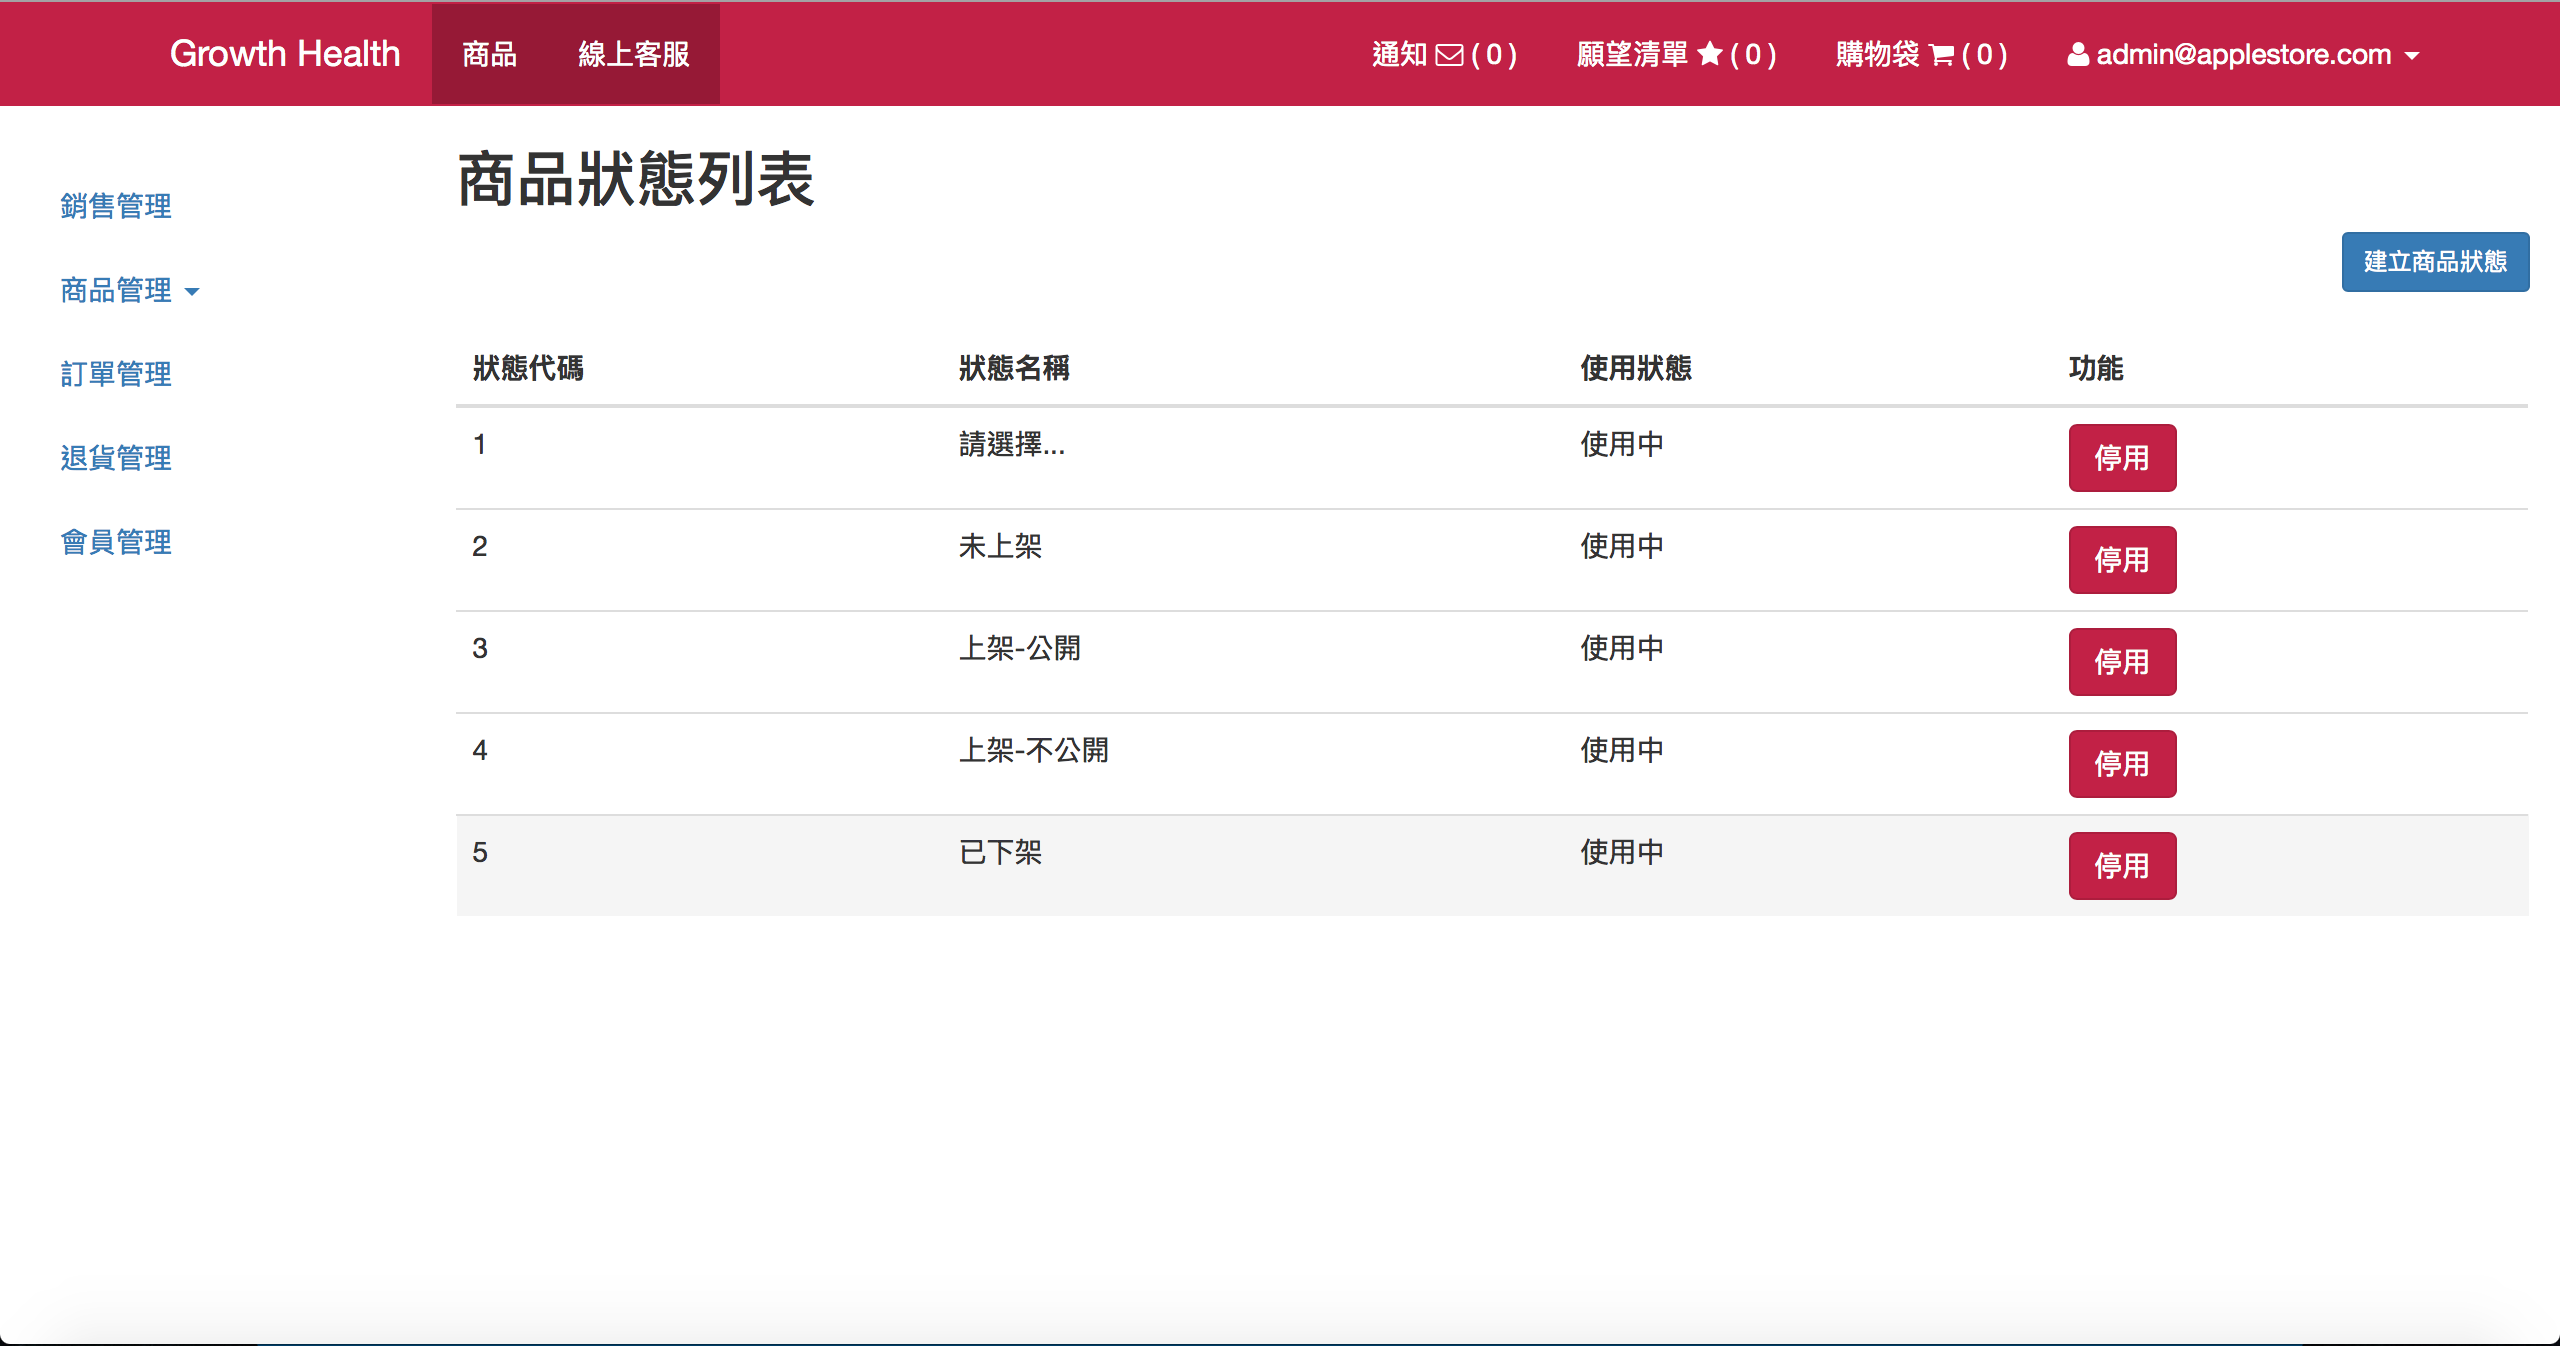 Growth Health 商品 線上客服 通知 ( 0 ) 願望清單 ( 0 ) 購物袋 ( 0 ) admin@applestore.com
商品狀態列表
銷售管理
商品管理
訂單管理
退貨管理
會員管理
建立商品狀態
狀態代碼 狀態名稱 使用狀態 功能
1 請選擇... 使用中 停用
2 未上架 使用中 停用
3 上架-公開 使用中 停用
4 上架-不公開 使用中 停用
5 已下架 使用中 停用